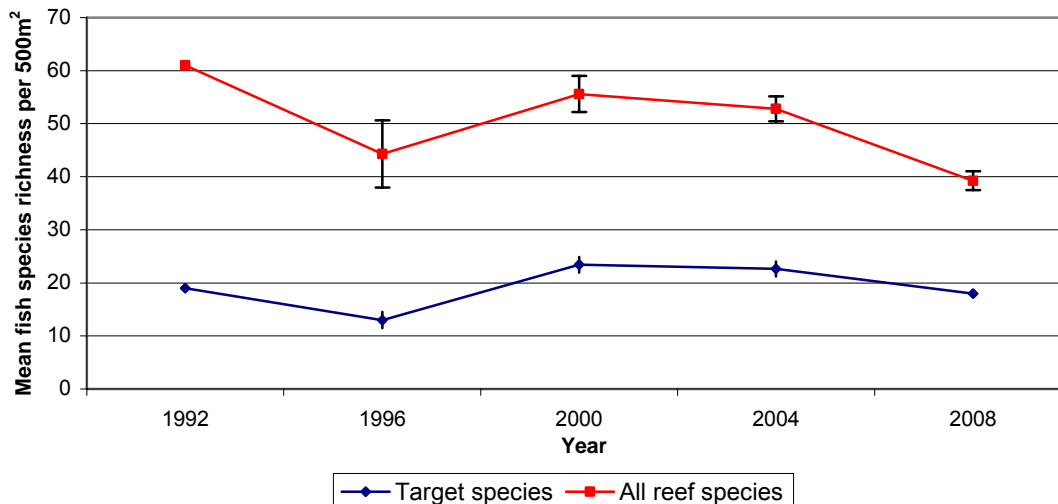 Mean fish species richness per 500m²
70
60
50
40
30
20
10
0
1992 1996 2000 2004 2008
Year
Target species All reef species